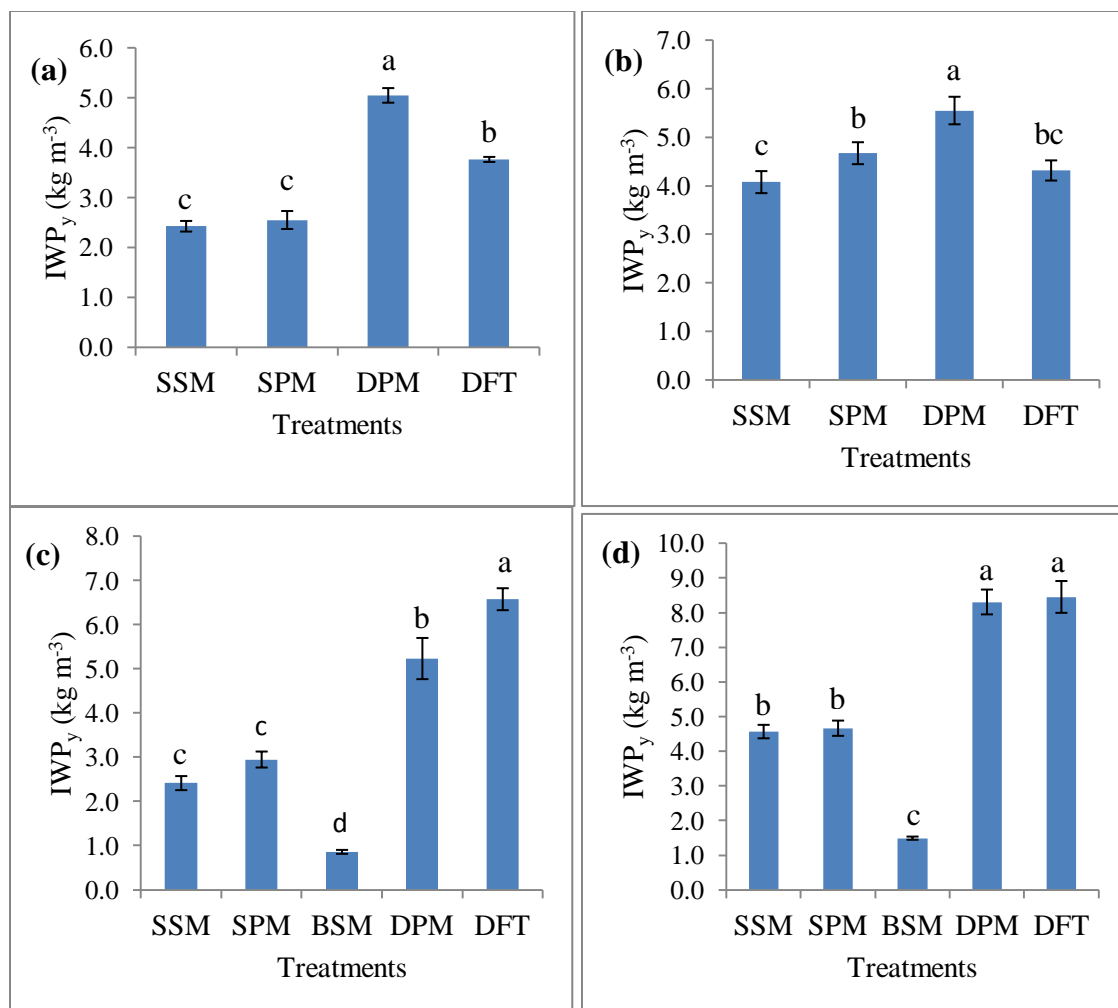 (a)
IWPy (kg m-3)
6.0
5.0
4.0
3.0
2.0
1.0
0.0
c
c
a
b
SSM SPM DPM DFT
Treatments
(b)
IWPy (kg m-3)
7.0
6.0
5.0
4.0
3.0
2.0
1.0
0.0
c
b
a
bc
SSM SPM DPM DFT
Treatments
(c)
IWPy (kg m-3)
8.0
7.0
6.0
5.0
4.0
3.0
2.0
1.0
0.0
c
c
d
b
a
SSM SPM BSM DPM DFT
Treatments
(d)
IWPy (kg m-3)
10.0
9.0
8.0
7.0
6.0
5.0
4.0
3.0
2.0
1.0
0.0
b
b
c
a
a
SSM SPM BSM DPM DFT
Treatments